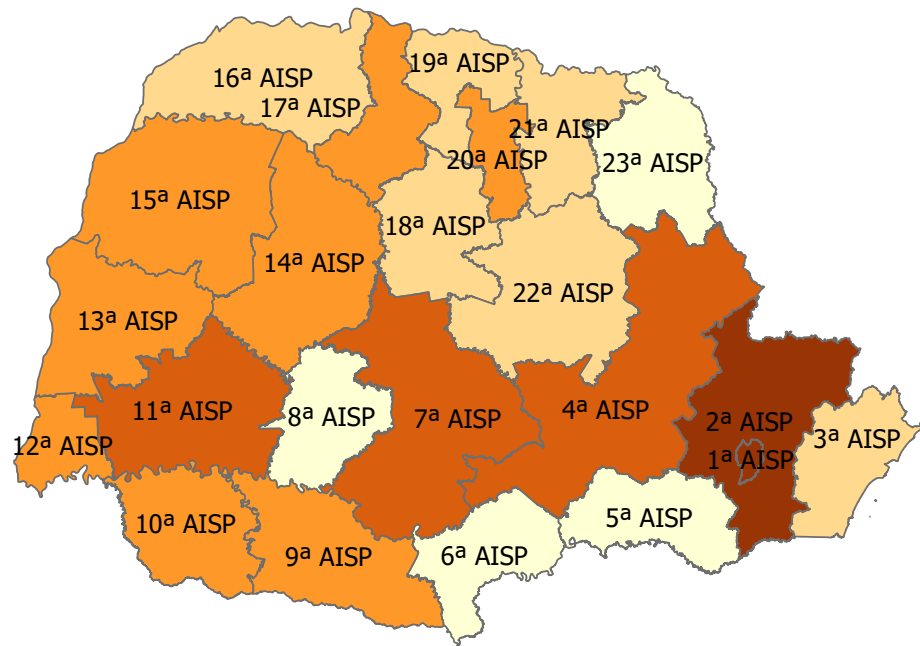 19ª AISP
16ª AISP
17ª AISP
21ª AISP
20ª AISP
23ª AISP
15ª AISP
18ª AISP
14ª AISP
22ª AISP
13ª AISP
11ª AISP
8ª AISP
7ª AISP
4ª AISP
2ª AISP
3ª AISP
12ª AISP
1ª AISP
10ª AISP
5ª AISP
9ª AISP
6ª AISP